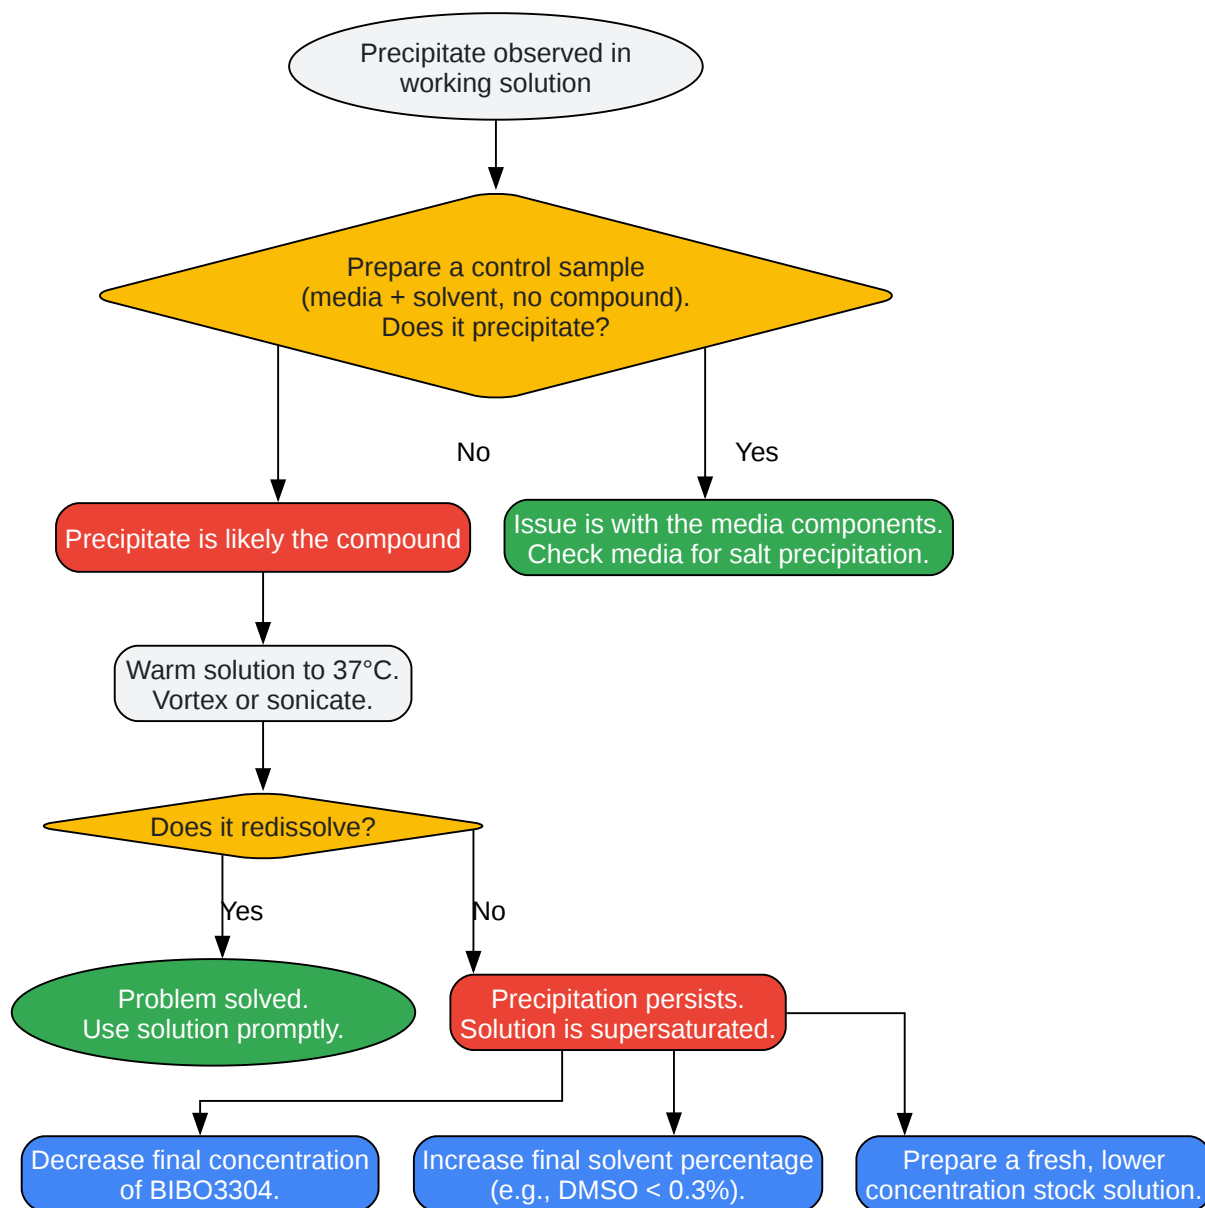 Precipitate observed in
working solution
Prepare a control sample
(media + solvent, no compound).
Does it precipitate?
No
Yes
Precipitate is likely the compound
Issue is with the media components.
Check media for salt precipitation.
Warm solution to 37°C.
Vortex or sonicate.
Does it redissolve?
Yes
No
Problem solved.
Use solution promptly.
Precipitation persists.
Solution is supersaturated.
Decrease final concentration
of BIBO3304.
Increase final solvent percentage
(e.g., DMSO < 0.3%).
Prepare a fresh, lower
concentration stock solution.